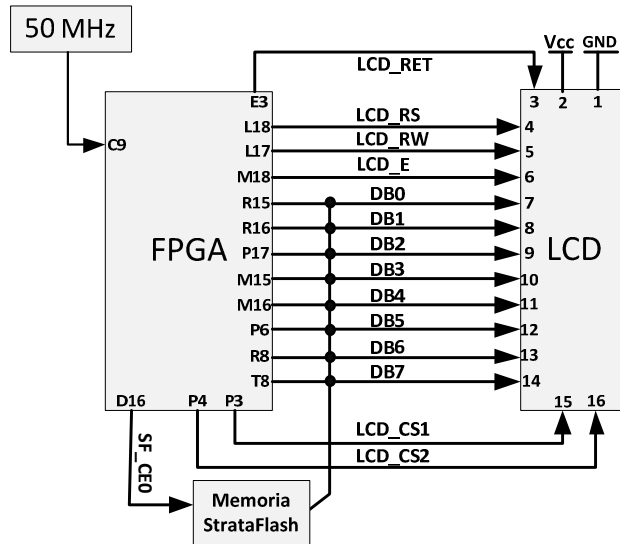 50 MHz
Vcc
GND
LCD_RET
E3
3
2
1
C9
L18
LCD_RS
4
L17
LCD_RW
5
M18
LCD_E
6
R15
DB0
7
R16
DB1
8
FPGA
P17
DB2
9
LCD
M15
DB3
10
M16
DB4
11
P6
DB5
12
R8
DB6
13
T8
DB7
14
D16
P4
P3
15
16
LCD_CS1
LCD_CS2
SF_CE0
Memoria
StrataFlash